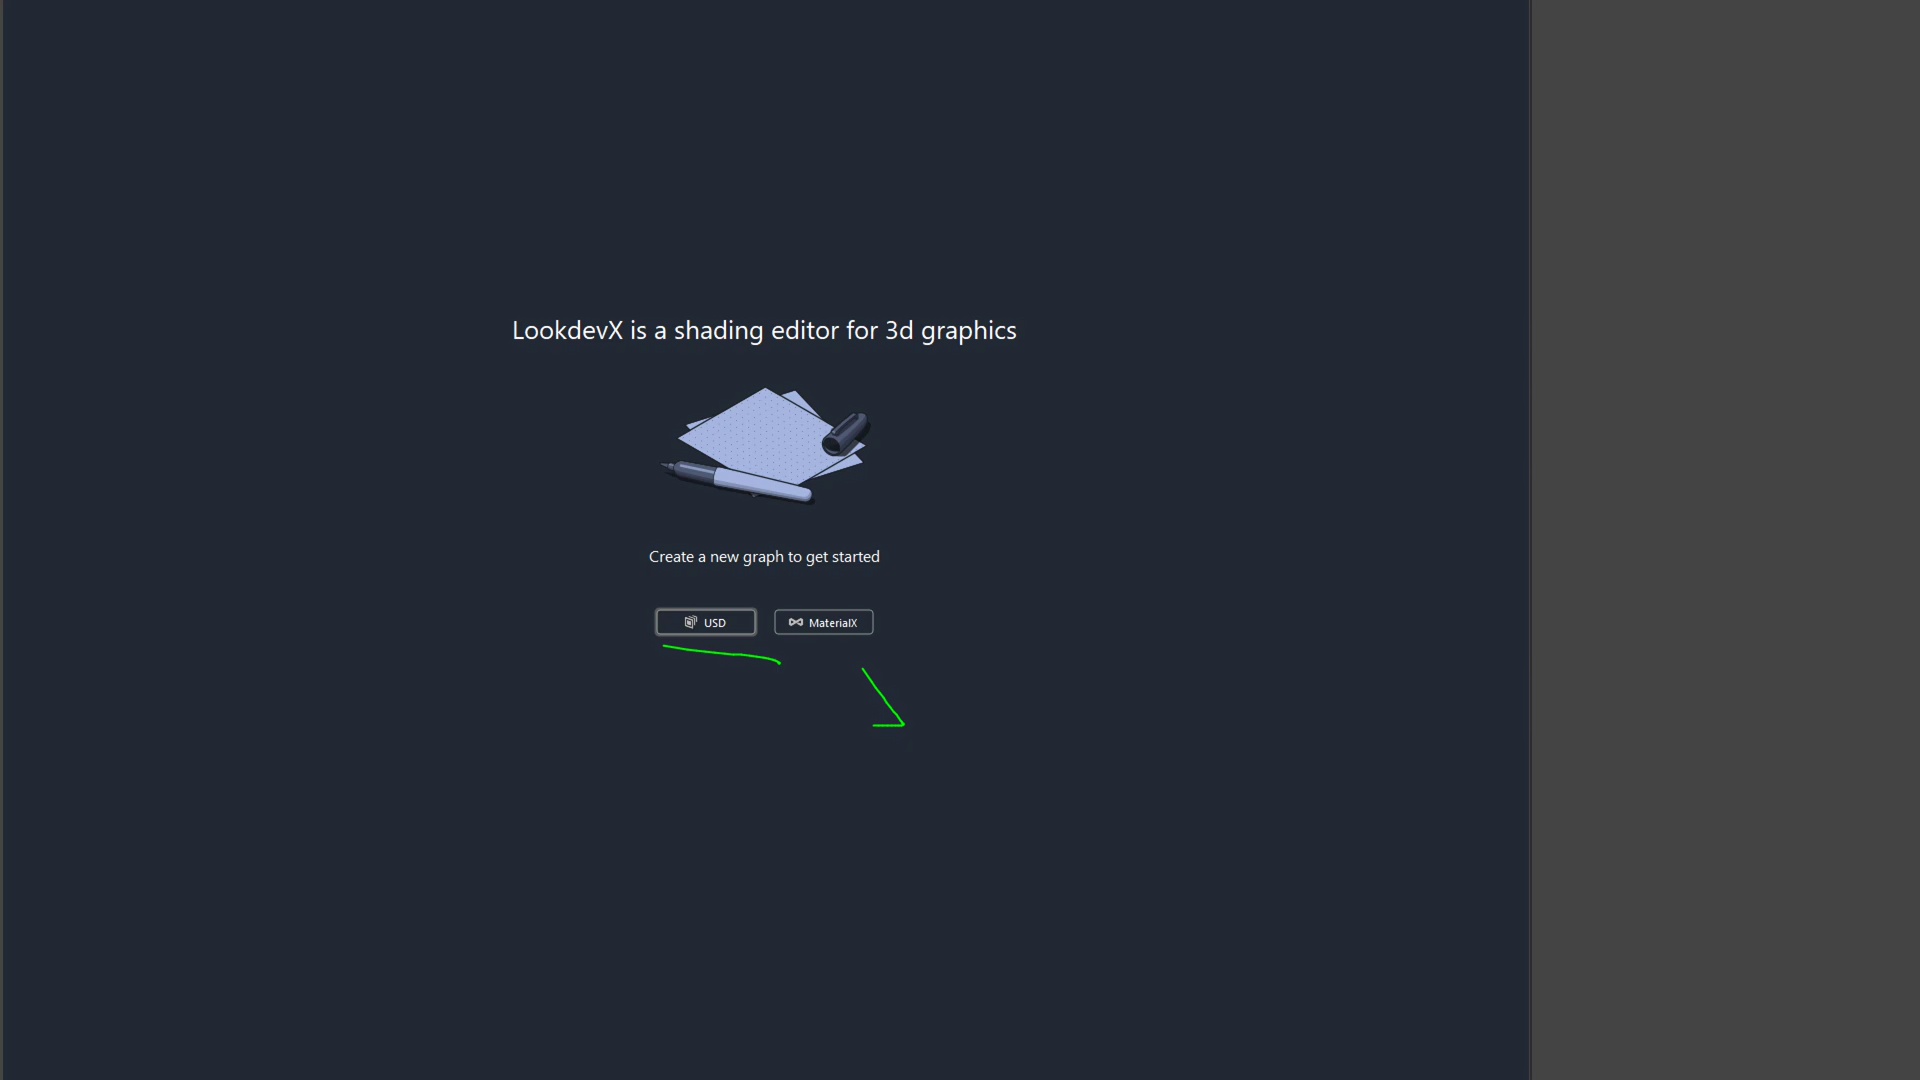 LookdevX is a shading editor for 3d graphics
Create a new graph to get started
USD MaterialX